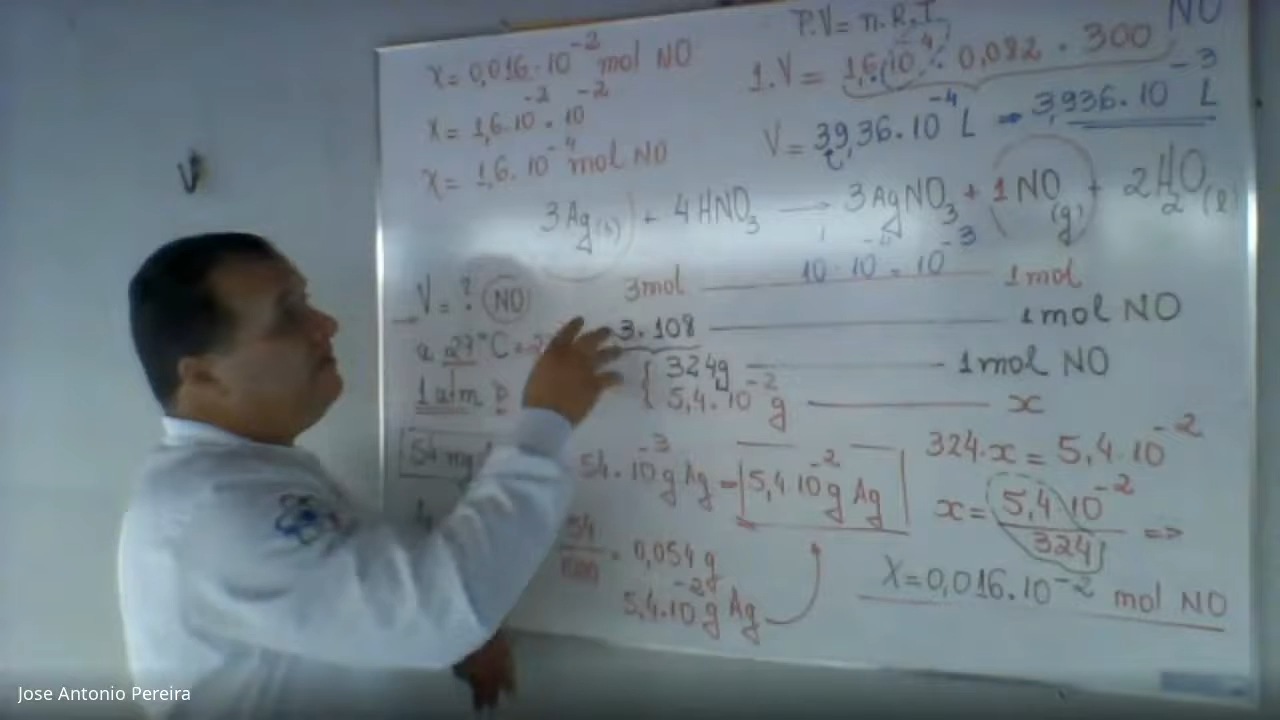 X = 0,016·10⁻² mol NO
X = 1,6·10⁻²·10⁻²
X = 1,6·10⁻⁴ mol NO
P.V = n.R.T
NO
1.V = 1,6·10⁻⁴·0,082·300
V = 39,36·10⁻⁴ L → 3,936·10⁻³ L
3Ag(s) + 4HNO₃ → 3AgNO₃ + 1NO(g) + 2H₂O(l)
10·10⁻⁴ = 10⁻³
V = ? NO
a 27°C
1 atm P
54 mg
3mol 1mol
3.108 1mol NO
324g 1mol NO
5,4·10⁻² g x
54·10⁻³ g Ag = 5,4·10⁻² g Ag
54 = 0,054 g
5,4·10⁻² g Ag
324·x = 5,4·10⁻²
x = 5,4·10⁻² / 324 ⇒
X = 0,016·10⁻² mol NO
V
Jose Antonio Pereira